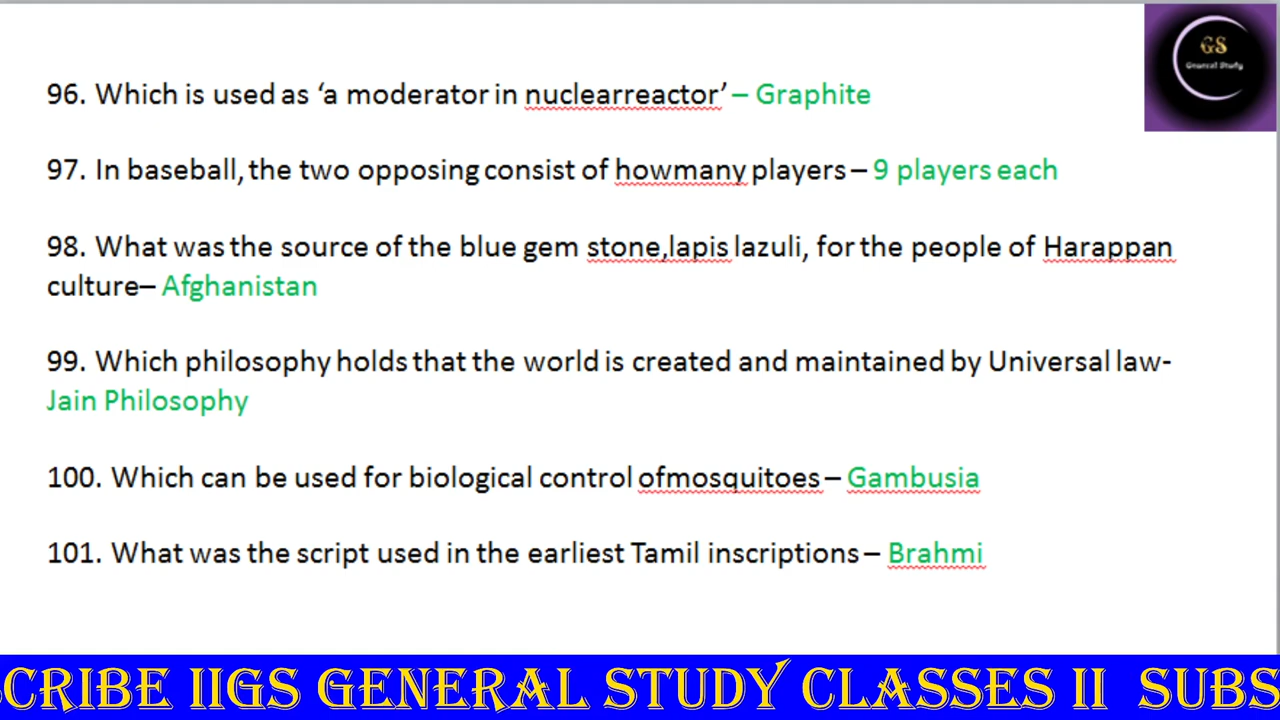 GS
General Study
96. Which is used as ‘a moderator in nuclearreactor’ – Graphite
97. In baseball, the two opposing consist of howmany players – 9 players each
98. What was the source of the blue gem stone,lapis lazuli, for the people of Harappan
culture– Afghanistan
99. Which philosophy holds that the world is created and maintained by Universal law-
Jain Philosophy
100. Which can be used for biological control ofmosquitoes – Gambusia
101. What was the script used in the earliest Tamil inscriptions – Brahmi
SCRIBE IIGS GENERAL STUDY CLASSES II SUBS